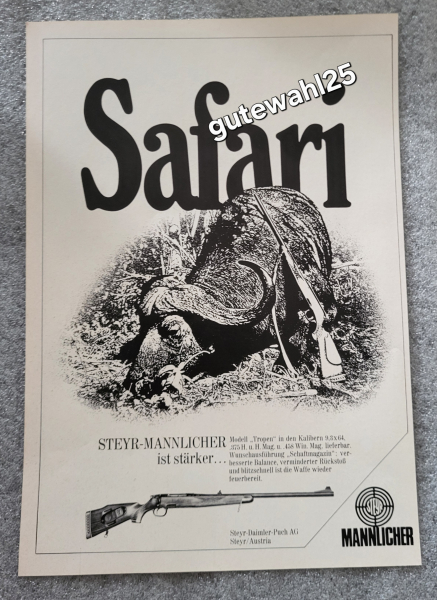 Safari
gutewahl25
STEYR-MANNLICHER
ist stärker...
Modell „Tropen" in den Kalibern 9,3x64,
.375 H. u. H. Mag. u. .458 Win. Mag. lieferbar.
Wunschausführung „Schaftmagazin": ver-
besserte Balance, verminderter Rückstoß
und blitzschnell ist die Waffe wieder
feuerbereit.
Steyr-Daimler-Puch AG
Steyr/Austria
MANNLICHER